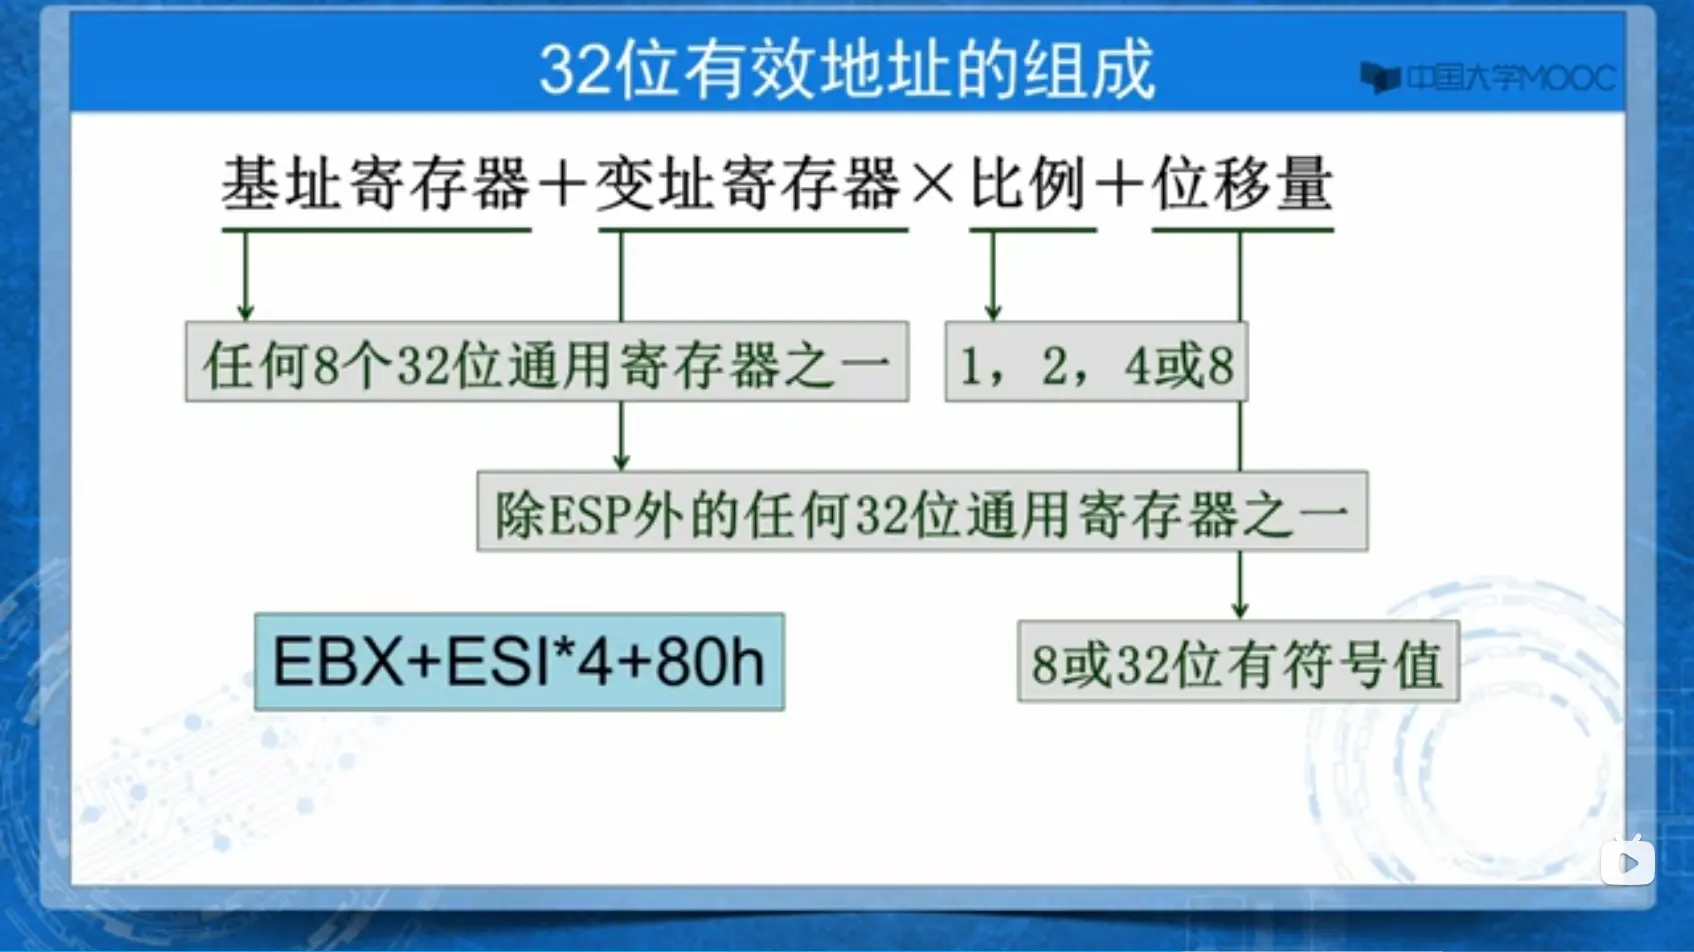 32位有效地址的组成
中国大学MOOC
基址寄存器＋变址寄存器×比例＋位移量
任何8个32位通用寄存器之一
1，2，4或8
除ESP外的任何32位通用寄存器之一
EBX+ESI*4+80h
8或32位有符号值